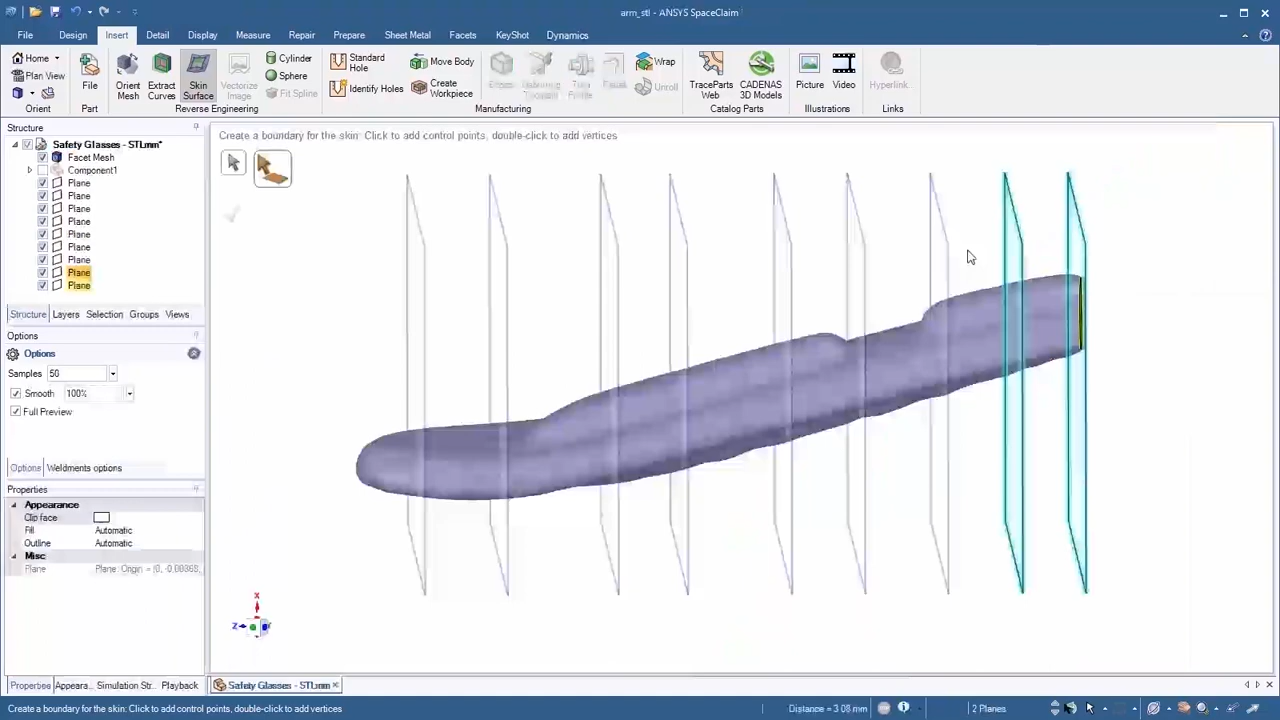 arm_stl - ANSYS SpaceClaim
File Design Insert Detail Display Measure Repair Prepare Sheet Metal Facets KeyShot Dynamics
Home
Plan View
Orient
File
Part
Orient Mesh
Extract Curves
Skin Surface
Vectorize Image
Cylinder
Sphere
Fit Spline
Reverse Engineering
Standard Hole
Identify Holes
Move Body
Create Workpiece
Wrap
Unroll
Manufacturing
TraceParts Web
CADENAS 3D Models
Catalog Parts
Picture
Video
Illustrations
Hyperlink...
Links
Structure
Safety Glasses - STLmm*
Facet Mesh
Component1
Plane
Plane
Plane
Plane
Plane
Plane
Plane
Plane
Plane
Structure Layers Selection Groups Views
Options
Options
Samples 50
Smooth 100%
Full Preview
Options Weldments options
Properties
Appearance
Clip face
Fill Automatic
Outline Automatic
Misc
Plane Plane: Origin = (0, -0.00868,
Properties Appeara... Simulation Str... Playback
Create a boundary for the skin: Click to add control points, double-click to add vertices
X
Z
Safety Glasses - STLmm
Create a boundary for the skin: Click to add control points, double-click to add vertices
Distance = 3.08 mm
2 Planes